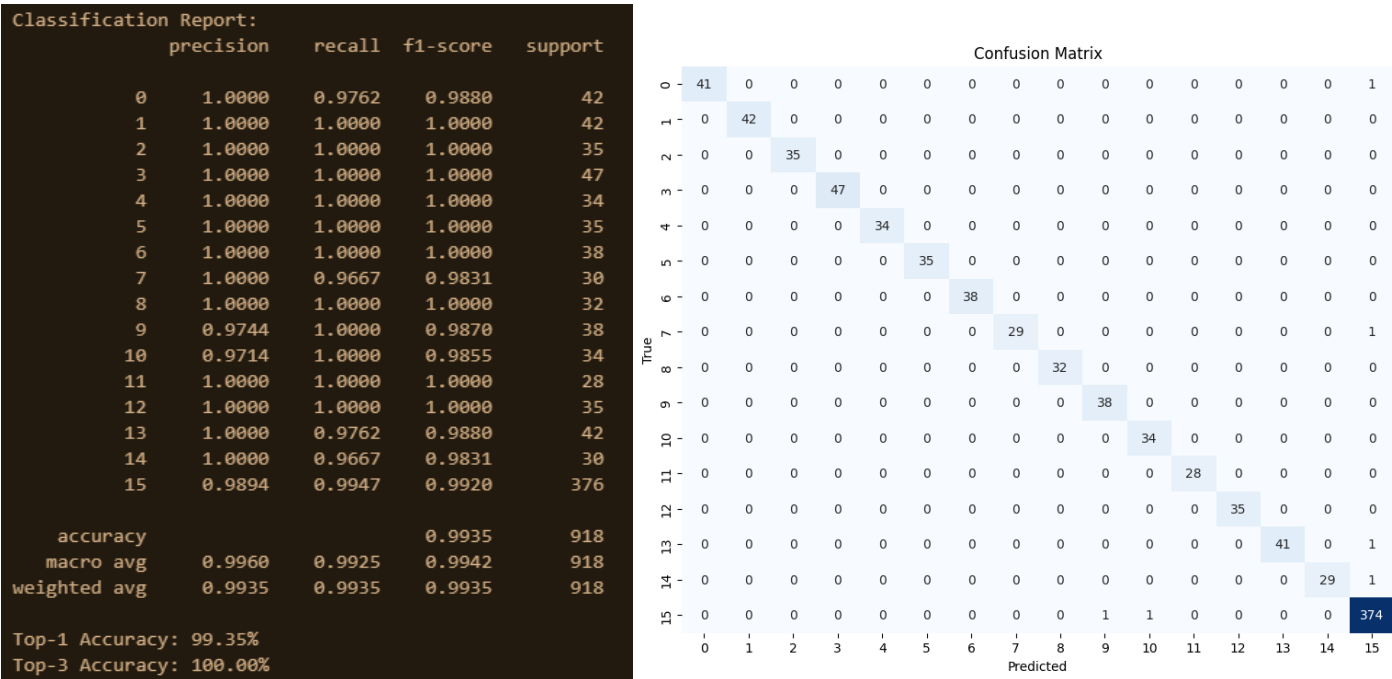 Classification Report:
precision recall f1-score support
0 1.0000 0.9762 0.9880 42
1 1.0000 1.0000 1.0000 42
2 1.0000 1.0000 1.0000 35
3 1.0000 1.0000 1.0000 47
4 1.0000 1.0000 1.0000 34
5 1.0000 1.0000 1.0000 35
6 1.0000 1.0000 1.0000 38
7 1.0000 0.9667 0.9831 30
8 1.0000 1.0000 1.0000 32
9 0.9744 1.0000 0.9870 38
10 0.9714 1.0000 0.9855 34
11 1.0000 1.0000 1.0000 28
12 1.0000 1.0000 1.0000 35
13 1.0000 0.9762 0.9880 42
14 1.0000 0.9667 0.9831 30
15 0.9894 0.9947 0.9920 376
accuracy 0.9935 918
macro avg 0.9960 0.9925 0.9942 918
weighted avg 0.9935 0.9935 0.9935 918
Top-1 Accuracy: 99.35%
Top-3 Accuracy: 100.00%
Confusion Matrix
True
0 41 0 0 0 0 0 0 0 0 0 0 0 0 0 0 1
1 0 42 0 0 0 0 0 0 0 0 0 0 0 0 0 0
2 0 0 35 0 0 0 0 0 0 0 0 0 0 0 0 0
3 0 0 0 47 0 0 0 0 0 0 0 0 0 0 0 0
4 0 0 0 0 34 0 0 0 0 0 0 0 0 0 0 0
5 0 0 0 0 0 35 0 0 0 0 0 0 0 0 0 0
6 0 0 0 0 0 0 38 0 0 0 0 0 0 0 0 0
7 0 0 0 0 0 0 0 29 0 0 0 0 0 0 0 1
8 0 0 0 0 0 0 0 0 32 0 0 0 0 0 0 0
9 0 0 0 0 0 0 0 0 0 38 0 0 0 0 0 0
10 0 0 0 0 0 0 0 0 0 0 34 0 0 0 0 0
11 0 0 0 0 0 0 0 0 0 0 0 28 0 0 0 0
12 0 0 0 0 0 0 0 0 0 0 0 0 35 0 0 0
13 0 0 0 0 0 0 0 0 0 0 0 0 0 41 0 1
14 0 0 0 0 0 0 0 0 0 0 0 0 0 0 29 1
15 0 0 0 0 0 0 0 0 0 1 1 0 0 0 0 374
0 1 2 3 4 5 6 7 8 9 10 11 12 13 14 15
Predicted